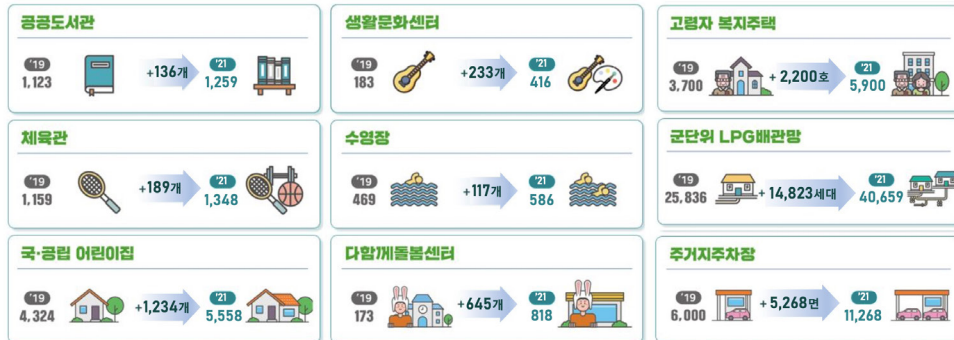 공공도서관
'19
1,123
+136개
'21
1,259
생활문화센터
'19
183
+233개
'21
416
고령자 복지주택
'19
3,700
+ 2,200호
'21
5,900
체육관
'19
1,159
+189개
'21
1,348
수영장
'19
469
+117개
'21
586
군단위 LPG배관망
'19
25,836
+ 14,823세대
'21
40,659
국·공립 어린이집
'19
4,324
+1,234개
'21
5,558
다함께돌봄센터
'19
173
+645개
'21
818
주거지주차장
'19
6,000
+ 5,268면
'21
11,268